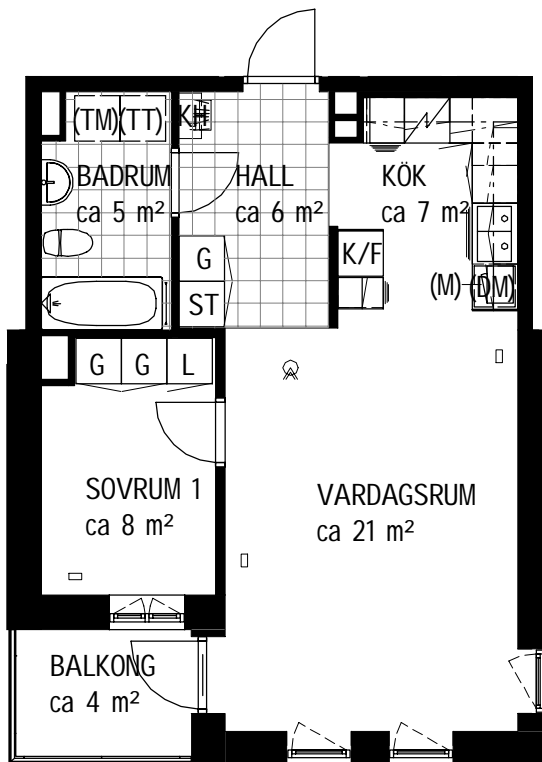 KH
(TM)
(TT)
BADRUM
ca 5 m²
HALL
ca 6 m²
KÖK
ca 7 m²
G
ST
K/F
(M)
(DM)
G
G
L
SOVRUM 1
ca 8 m²
VARDAGSRUM
ca 21 m²
BALKONG
ca 4 m²